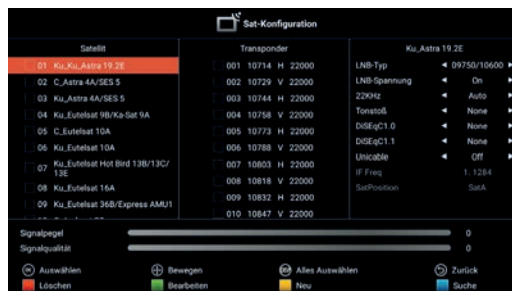 Sat-Konfiguration
Satellit
01 Ku_Ku_Astra 19.2E
02 C_Astra 4A/SES 5
03 Ku_Astra 4A/SES 5
04 Ku_Eutelsat 9B/Ka-Sat 9A
05 C_Eutelsat 10A
06 Ku_Eutelsat 10A
07 Ku_Eutelsat Hot Bird 13B/13C/
13E
08 Ku_Eutelsat 16A
09 Ku_Eutelsat 36B/Express AMU1
Transponder
001 10714 H 22000
002 10729 V 22000
003 10744 H 22000
004 10758 V 22000
005 10773 H 22000
006 10788 V 22000
007 10803 H 22000
008 10818 V 22000
009 10832 H 22000
010 10847 V 22000
Ku_Astra 19.2E
LNB-Typ 09750/10600
LNB-Spannung On
22KHz Auto
Tonstoß None
DiSEqC1.0 None
DiSEqC1.1 None
Unicable Off
IF Freq 1. 1284
SatPosition SatA
Signalpegel 0
Signalqualität 0
OK Auswählen
Bewegen
Alles Auswählen
Zurück
Löschen
Bearbeiten
Neu
Suche